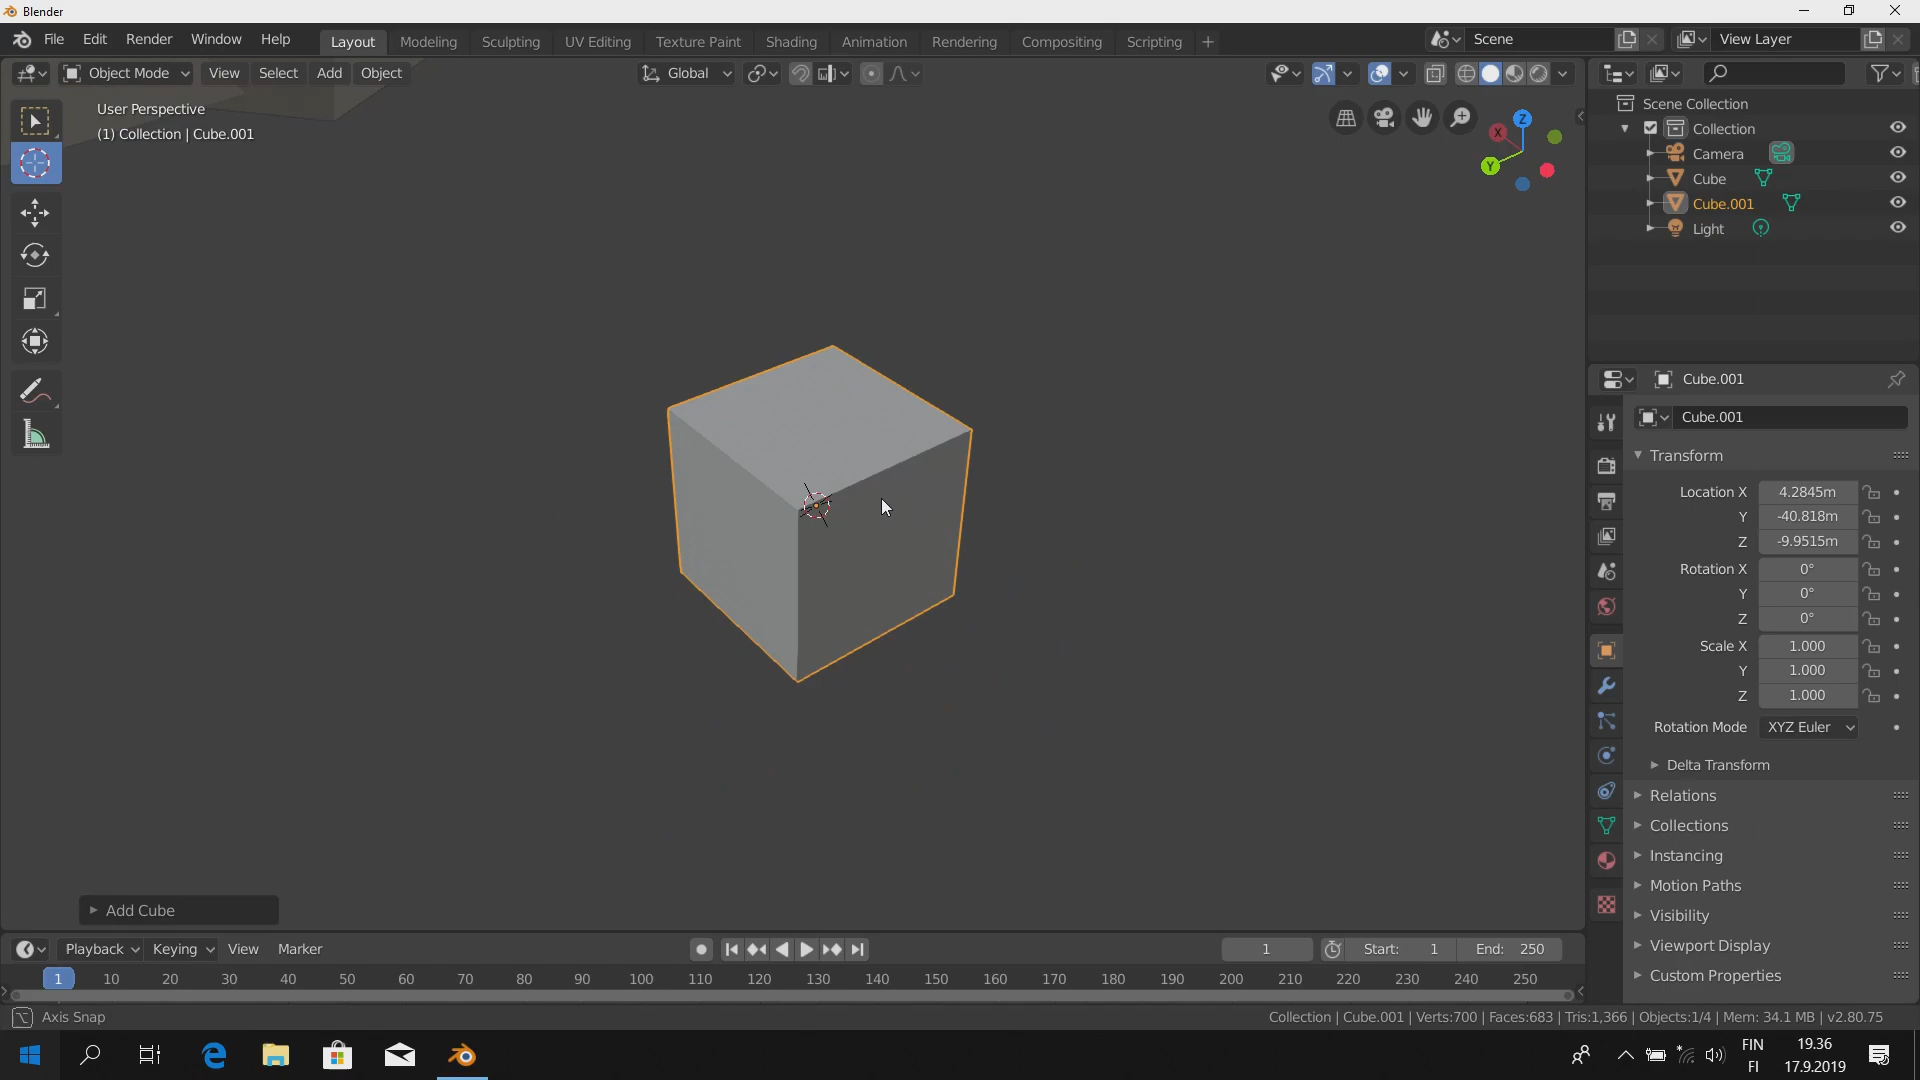 Blender
File Edit Render Window Help Layout Modeling Sculpting UV Editing Texture Paint Shading Animation Rendering Compositing Scripting + Scene View Layer
Object Mode View Select Add Object Global
User Perspective
(1) Collection | Cube.001
Z
X
Y
Scene Collection
Collection
Camera
Cube
Cube.001
Light
Cube.001
Cube.001
Transform
Location X 4.2845m
Y -40.818m
Z -9.9515m
Rotation X 0°
Y 0°
Z 0°
Scale X 1.000
Y 1.000
Z 1.000
Rotation Mode XYZ Euler
Delta Transform
Relations
Collections
Instancing
Motion Paths
Visibility
Viewport Display
Custom Properties
Add Cube
Playback Keying View Marker 1 Start: 1 End: 250
1 10 20 30 40 50 60 70 80 90 100 110 120 130 140 150 160 170 180 190 200 210 220 230 240 250
Axis Snap
Collection | Cube.001 | Verts:700 | Faces:683 | Tris:1,366 | Objects:1/4 | Mem: 34.1 MB | v2.80.75
FIN 19.36
FI 17.9.2019